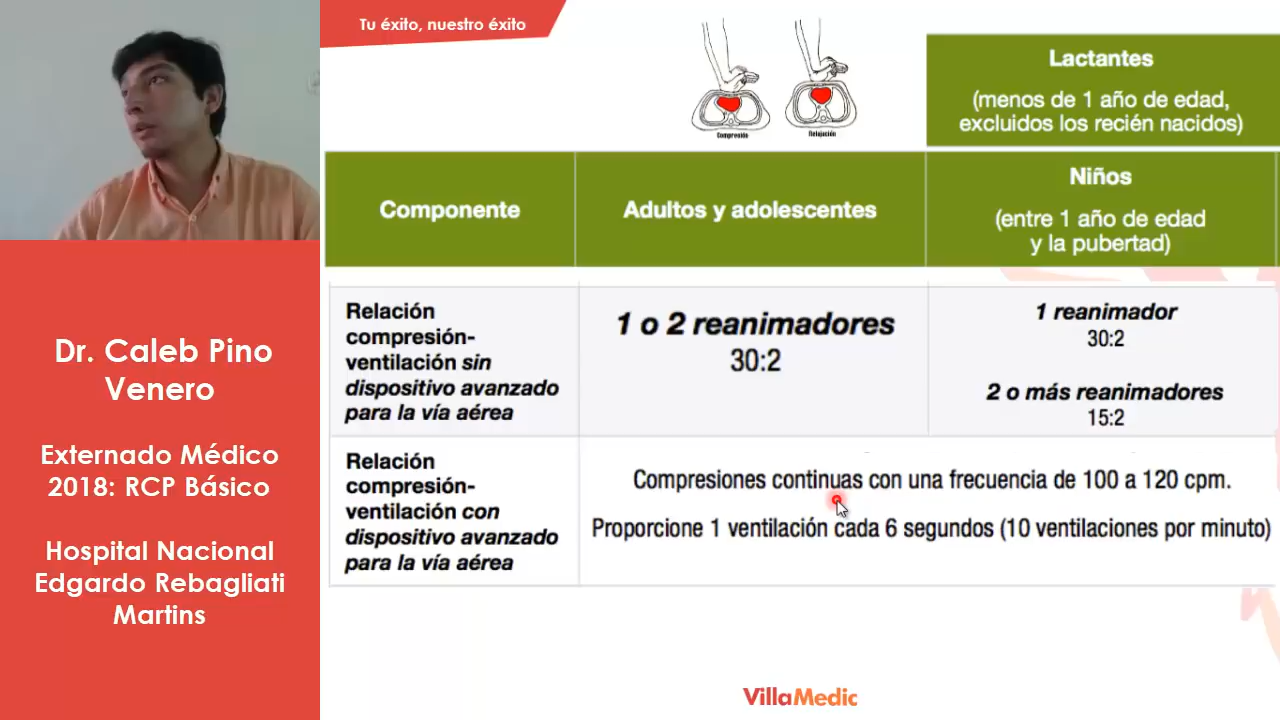 Tu éxito, nuestro éxito
Compresión
Relajación
Lactantes
(menos de 1 año de edad,
excluidos los recién nacidos)
Componente
Adultos y adolescentes
Niños
(entre 1 año de edad
y la pubertad)
Relación
compresión-
ventilación sin
dispositivo avanzado
para la vía aérea
1 o 2 reanimadores
30:2
1 reanimador
30:2
2 o más reanimadores
15:2
Relación
compresión-
ventilación con
dispositivo avanzado
para la vía aérea
Compresiones continuas con una frecuencia de 100 a 120 cpm.
Proporcione 1 ventilación cada 6 segundos (10 ventilaciones por minuto)
Dr. Caleb Pino
Venero
Externado Médico
2018: RCP Básico
Hospital Nacional
Edgardo Rebagliati
Martins
VillaMedic